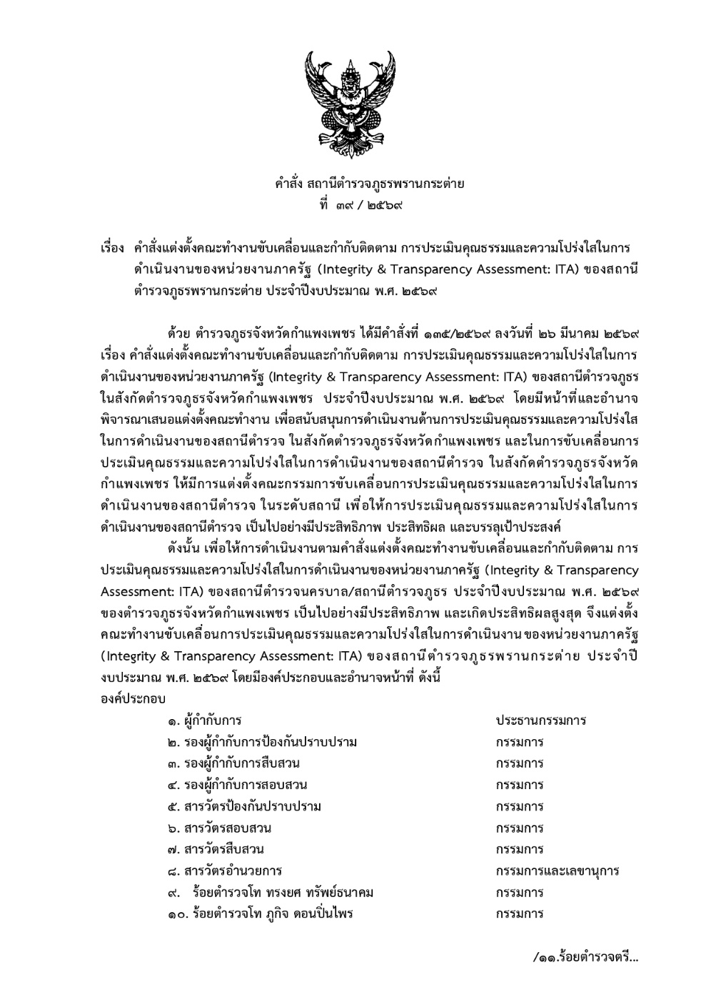 คำสั่ง สถานีตำรวจภูธรพรานกระต่าย
ที่ ๓๙ / ๒๕๖๙
เรื่อง คำสั่งแต่งตั้งคณะทำงานขับเคลื่อนและกำกับติดตาม การประเมินคุณธรรมและความโปร่งใสในการ
ดำเนินงานของหน่วยงานภาครัฐ (Integrity & Transparency Assessment: ITA) ของสถานี
ตำรวจภูธรพรานกระต่าย ประจำปีงบประมาณ พ.ศ. ๒๕๖๙
ด้วย ตำรวจภูธรจังหวัดกำแพงเพชร ได้มีคำสั่งที่ ๑๓๕/๒๕๖๙ ลงวันที่ ๒๖ มีนาคม ๒๕๖๙
เรื่อง คำสั่งแต่งตั้งคณะทำงานขับเคลื่อนและกำกับติดตาม การประเมินคุณธรรมและความโปร่งใสในการ
ดำเนินงานของหน่วยงานภาครัฐ (Integrity & Transparency Assessment: ITA) ของสถานีตำรวจภูธร
ในสังกัดตำรวจภูธรจังหวัดกำแพงเพชร ประจำปีงบประมาณ พ.ศ. ๒๕๖๙ โดยมีหน้าที่และอำนาจ
พิจารณาเสนอแต่งตั้งคณะทำงาน เพื่อสนับสนุนการดำเนินงานด้านการประเมินคุณธรรมและความโปร่งใส
ในการดำเนินงานของสถานีตำรวจ ในสังกัดตำรวจภูธรจังหวัดกำแพงเพชร และในการขับเคลื่อนการ
ประเมินคุณธรรมและความโปร่งใสในการดำเนินงานของสถานีตำรวจ ในสังกัดตำรวจภูธรจังหวัด
กำแพงเพชร ให้มีการแต่งตั้งคณะกรรมการขับเคลื่อนการประเมินคุณธรรมและความโปร่งใสในการ
ดำเนินงานของสถานีตำรวจ ในระดับสถานี เพื่อให้การประเมินคุณธรรมและความโปร่งใสในการ
ดำเนินงานของสถานีตำรวจ เป็นไปอย่างมีประสิทธิภาพ ประสิทธิผล และบรรลุเป้าประสงค์
ดังนั้น เพื่อให้การดำเนินงานตามคำสั่งแต่งตั้งคณะทำงานขับเคลื่อนและกำกับติดตาม การ
ประเมินคุณธรรมและความโปร่งใสในการดำเนินงานของหน่วยงานภาครัฐ (Integrity & Transparency
Assessment: ITA) ของสถานีตำรวจนครบาล/สถานีตำรวจภูธร ประจำปีงบประมาณ พ.ศ. ๒๕๖๙
ของตำรวจภูธรจังหวัดกำแพงเพชร เป็นไปอย่างมีประสิทธิภาพ และเกิดประสิทธิผลสูงสุด จึงแต่งตั้ง
คณะทำงานขับเคลื่อนการประเมินคุณธรรมและความโปร่งใสในการดำเนินงาน ของหน่วยงานภาครัฐ
(Integrity & Transparency Assessment: ITA) ของสถานีตำรวจภูธรพรานกระต่าย ประจำปี
งบประมาณ พ.ศ. ๒๕๖๙ โดยมีองค์ประกอบและอำนาจหน้าที่ ดังนี้
องค์ประกอบ
๑. ผู้กำกับการ ประธานกรรมการ
๒. รองผู้กำกับการป้องกันปราบปราม กรรมการ
๓. รองผู้กำกับการสืบสวน กรรมการ
๔. รองผู้กำกับการสอบสวน กรรมการ
๕. สารวัตรป้องกันปราบปราม กรรมการ
๖. สารวัตรสอบสวน กรรมการ
๗. สารวัตรสืบสวน กรรมการ
๘. สารวัตรอำนวยการ กรรมการและเลขานุการ
๙. ร้อยตำรวจโท ทรงยศ ทรัพย์ธนาคม กรรมการ
๑๐. ร้อยตำรวจโท ภูกิจ ดอนปิ่นไพร กรรมการ
/๑๑.ร้อยตำรวจตรี...